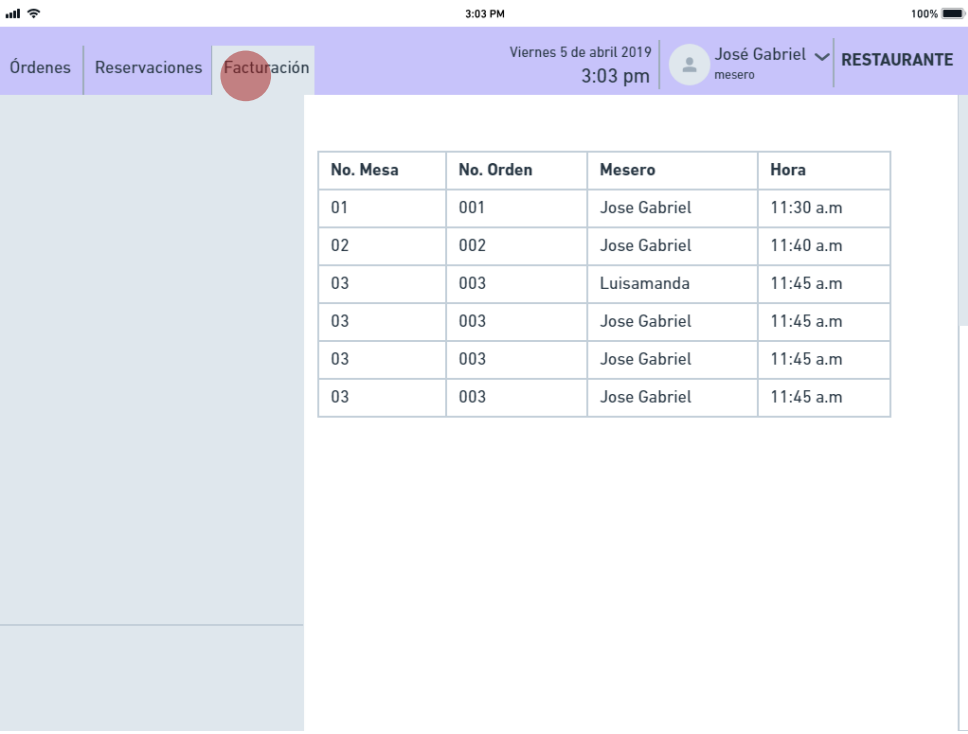 3:03 PM
100%
Órdenes Reservaciones Facturación
Viernes 5 de abril 2019
3:03 pm
José Gabriel
mesero
RESTAURANTE
No. Mesa No. Orden Mesero Hora
01 001 Jose Gabriel 11:30 a.m
02 002 Jose Gabriel 11:40 a.m
03 003 Luisamanda 11:45 a.m
03 003 Jose Gabriel 11:45 a.m
03 003 Jose Gabriel 11:45 a.m
03 003 Jose Gabriel 11:45 a.m